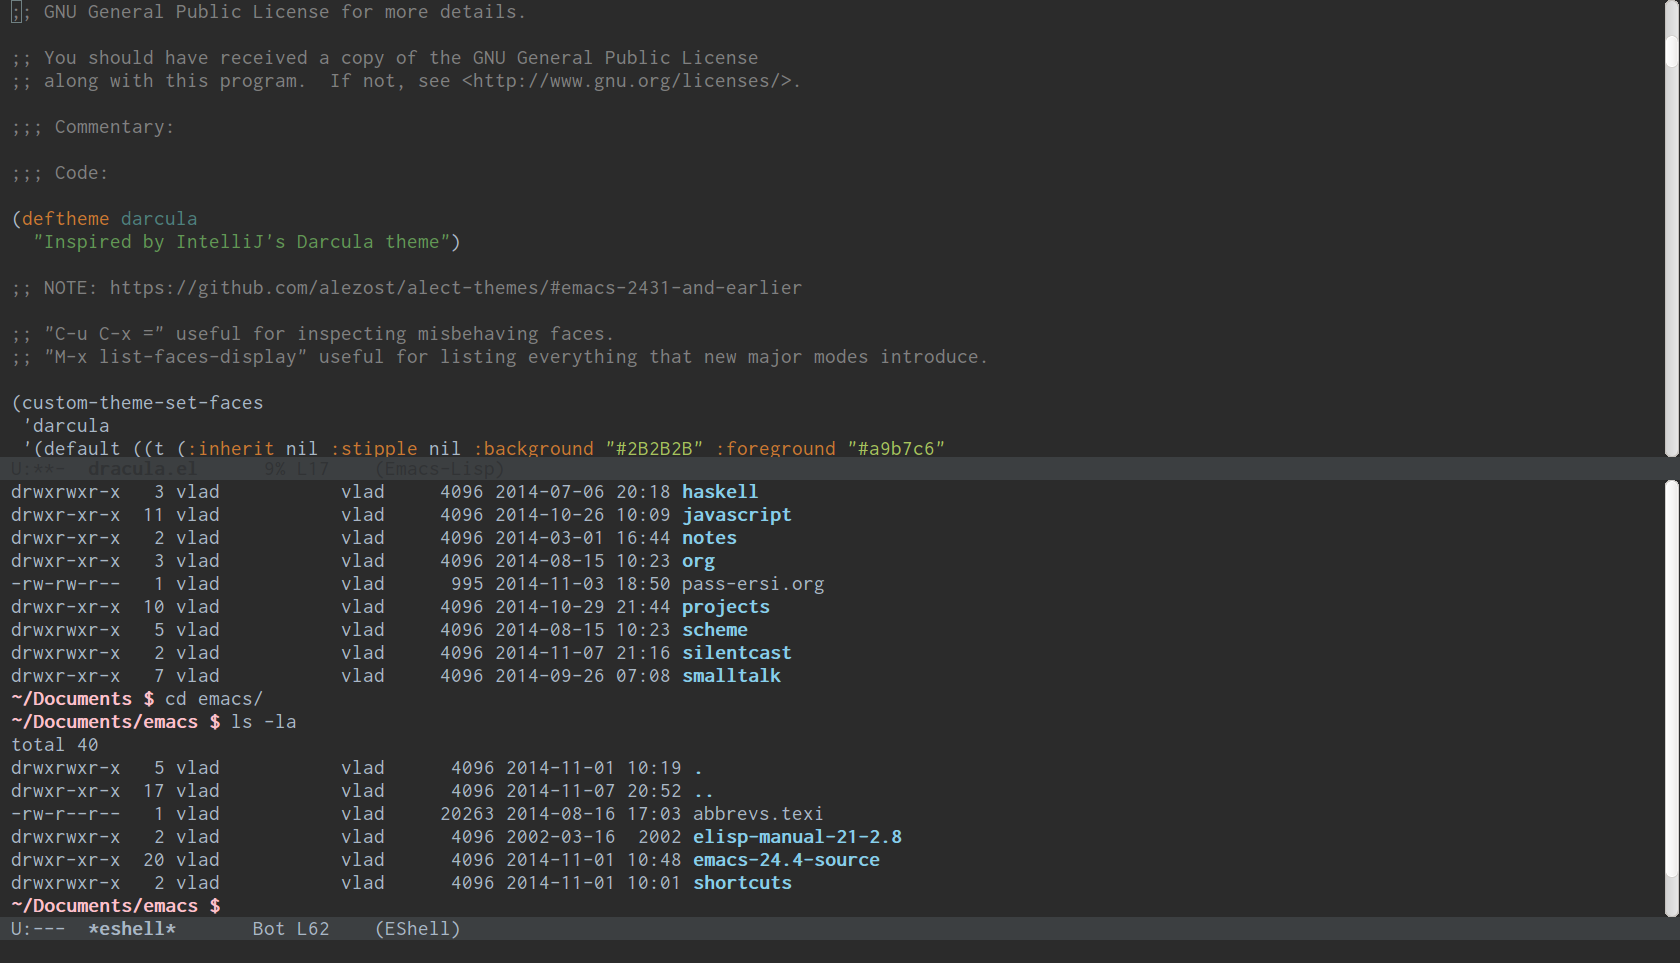 ;; GNU General Public License for more details.
;; You should have received a copy of the GNU General Public License
;; along with this program.  If not, see <http://www.gnu.org/licenses/>.
;;; Commentary:
;;; Code:
(deftheme darcula
  "Inspired by IntelliJ's Darcula theme")
;; NOTE: https://github.com/alezost/alect-themes/#emacs-2431-and-earlier
;; "C-u C-x =" useful for inspecting misbehaving faces.
;; "M-x list-faces-display" useful for listing everything that new major modes introduce.
(custom-theme-set-faces
 'darcula
 '(default ((t (:inherit nil :stipple nil :background "#2B2B2B" :foreground "#a9b7c6"
U:**-  dracula.el      9% L17    (Emacs-Lisp)
drwxrwxr-x   3 vlad           vlad     4096 2014-07-06 20:18 haskell
drwxr-xr-x  11 vlad           vlad     4096 2014-10-26 10:09 javascript
drwxr-xr-x   2 vlad           vlad     4096 2014-03-01 16:44 notes
drwxr-xr-x   3 vlad           vlad     4096 2014-08-15 10:23 org
-rw-rw-r--   1 vlad           vlad      995 2014-11-03 18:50 pass-ersi.org
drwxr-xr-x  10 vlad           vlad     4096 2014-10-29 21:44 projects
drwxr-xr-x   5 vlad           vlad     4096 2014-08-15 10:23 scheme
drwxrwxr-x   2 vlad           vlad     4096 2014-11-07 21:16 silentcast
drwxr-xr-x   7 vlad           vlad     4096 2014-09-26 07:08 smalltalk
~/Documents $ cd emacs/
~/Documents/emacs $ ls -la
total 40
drwxrwxr-x   5 vlad           vlad      4096 2014-11-01 10:19 .
drwxr-xr-x  17 vlad           vlad      4096 2014-11-07 20:52 ..
-rw-r--r--   1 vlad           vlad     20263 2014-08-16 17:03 abbrevs.texi
drwxrwxr-x   2 vlad           vlad      4096 2002-03-16  2002 elisp-manual-21-2.8
drwxr-xr-x  20 vlad           vlad      4096 2014-11-01 10:48 emacs-24.4-source
drwxrwxr-x   2 vlad           vlad      4096 2014-11-01 10:01 shortcuts
~/Documents/emacs $
U:---  *eshell*       Bot L62    (EShell)